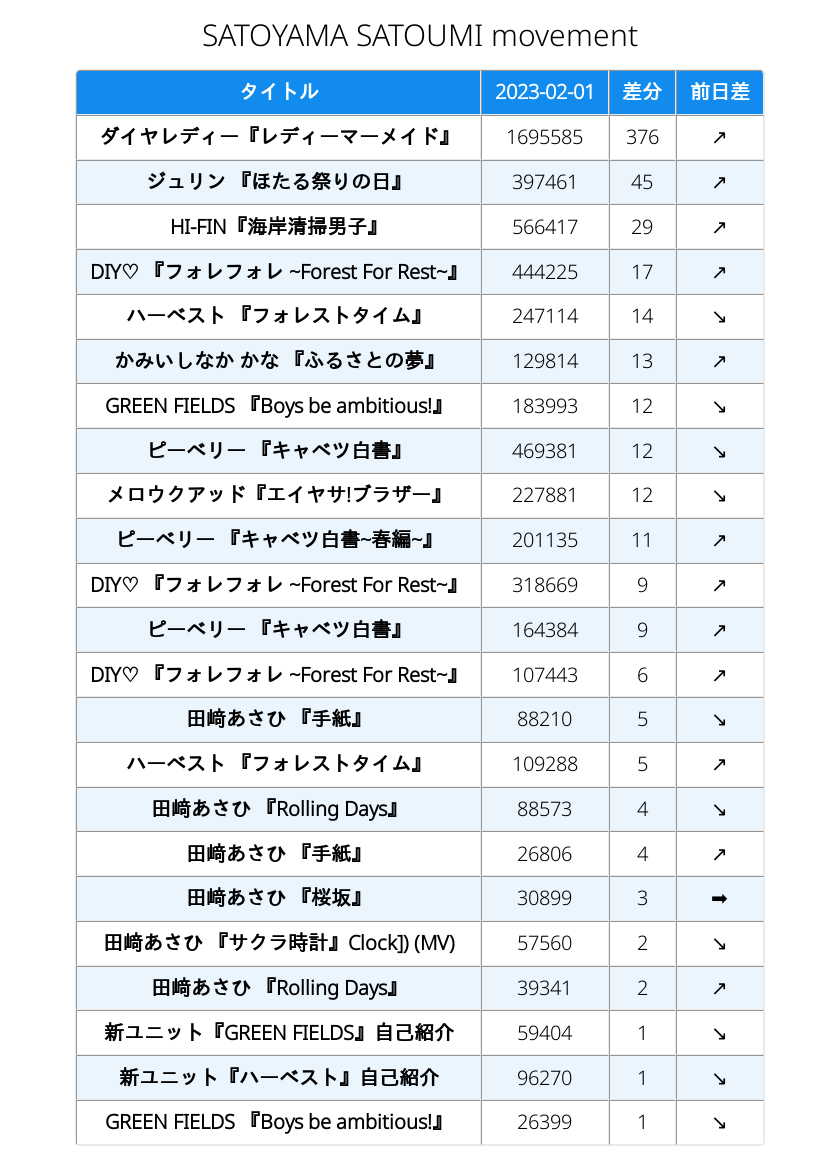 SATOYAMA SATOUMI movement
タイトル 2023-02-01 差分 前日差
ダイヤレディー『レディーマーメイド』 1695585 376 ↗
ジュリン 『ほたる祭りの日』 397461 45 ↗
HI-FIN『海岸清掃男子』 566417 29 ↗
DIY♡ 『フォレフォレ ~Forest For Rest~』 444225 17 ↗
ハーベスト 『フォレストタイム』 247114 14 ↘
かみいしなか かな 『ふるさとの夢』 129814 13 ↗
GREEN FIELDS 『Boys be ambitious!』 183993 12 ↘
ピーベリー 『キャベツ白書』 469381 12 ↘
メロウクアッド『エイヤサ!ブラザー』 227881 12 ↘
ピーベリー 『キャベツ白書~春編~』 201135 11 ↗
DIY♡ 『フォレフォレ ~Forest For Rest~』 318669 9 ↗
ピーベリー 『キャベツ白書』 164384 9 ↗
DIY♡ 『フォレフォレ ~Forest For Rest~』 107443 6 ↗
田﨑あさひ 『手紙』 88210 5 ↘
ハーベスト 『フォレストタイム』 109288 5 ↗
田﨑あさひ 『Rolling Days』 88573 4 ↘
田﨑あさひ 『手紙』 26806 4 ↗
田﨑あさひ 『桜坂』 30899 3 ➡
田﨑あさひ 『サクラ時計』Clock]) (MV) 57560 2 ↘
田﨑あさひ 『Rolling Days』 39341 2 ↗
新ユニット『GREEN FIELDS』自己紹介 59404 1 ↘
新ユニット『ハーベスト』自己紹介 96270 1 ↘
GREEN FIELDS 『Boys be ambitious!』 26399 1 ↘